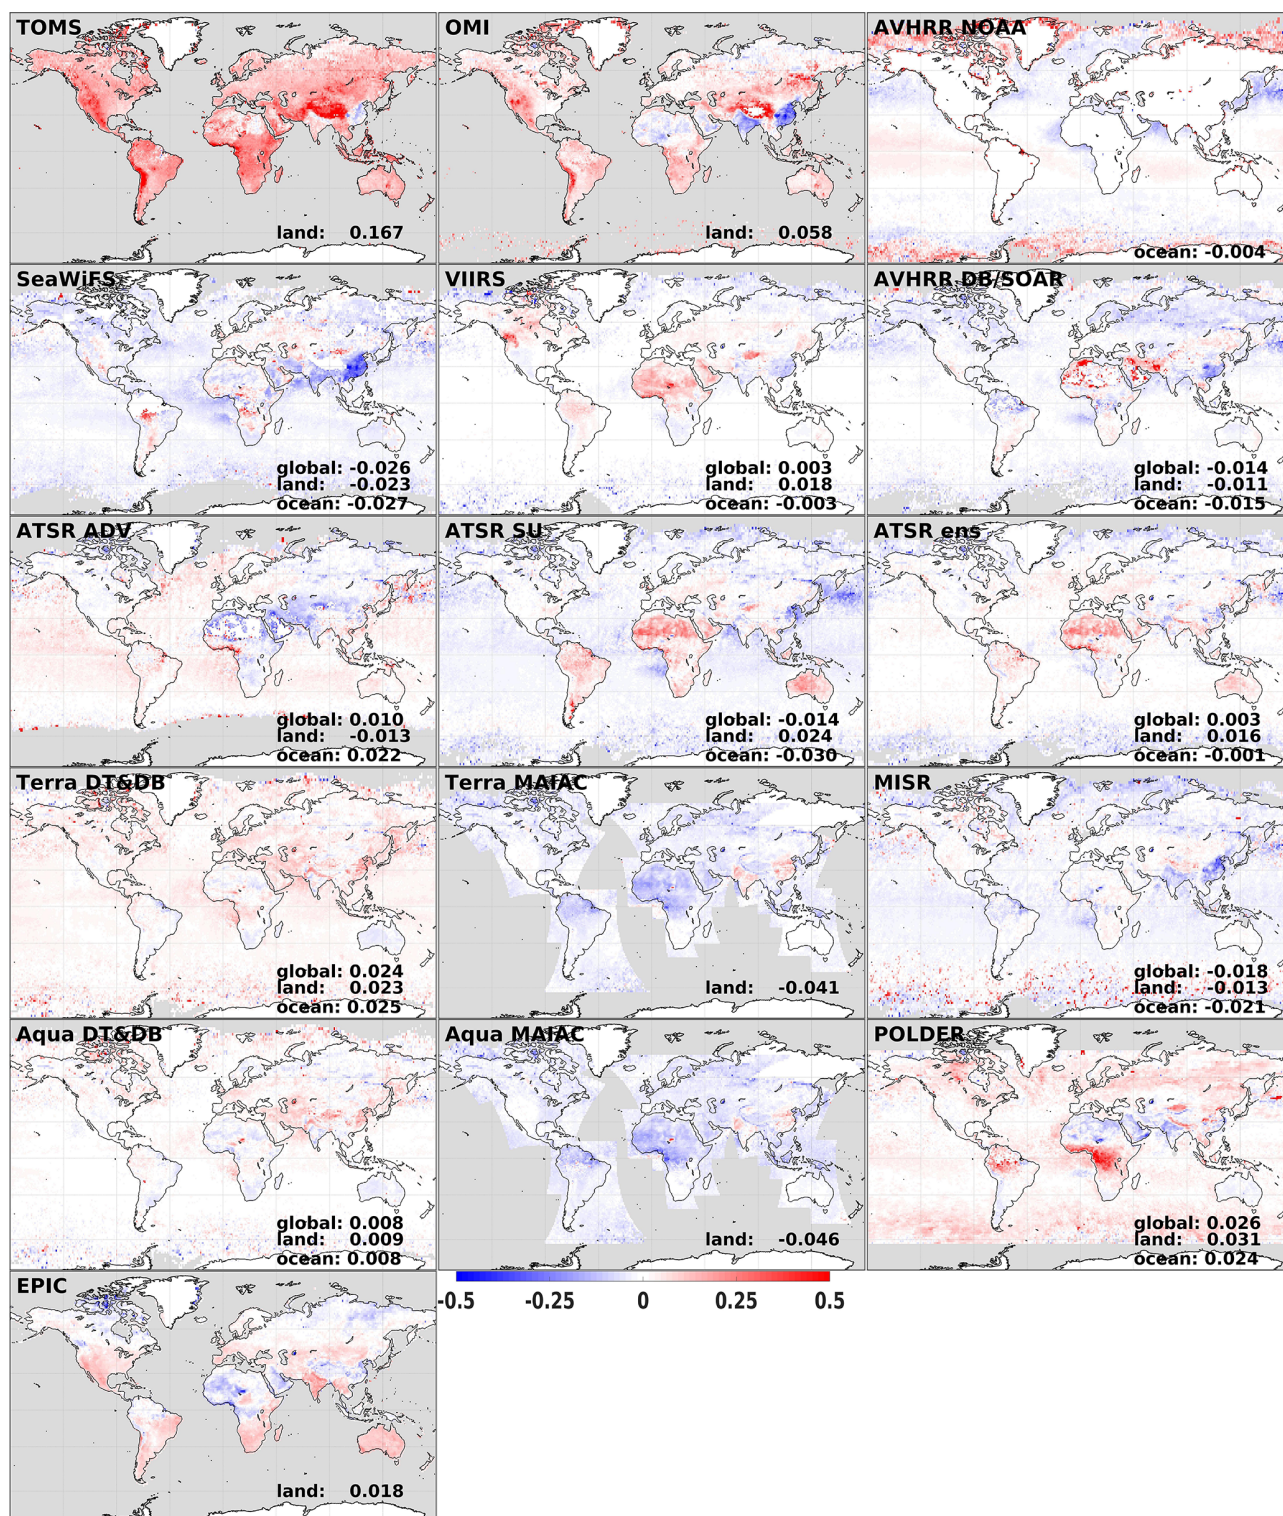 TOMS
land: 0.167
OMI
land: 0.058
AVHRR NOAA
ocean: -0.004
SeaWiFS
global: -0.026
land: -0.023
ocean: -0.027
VIIRS
global: 0.003
land: 0.018
ocean: -0.003
AVHRR DB/SOAR
global: -0.014
land: -0.011
ocean: -0.015
ATSR ADV
global: 0.010
land: -0.013
ocean: 0.022
ATSR SU
global: -0.014
land: 0.024
ocean: -0.030
ATSR ens
global: 0.003
land: 0.016
ocean: -0.001
Terra DT&DB
global: 0.024
land: 0.023
ocean: 0.025
Terra MAIAC
land: -0.041
MISR
global: -0.018
land: -0.013
ocean: -0.021
Aqua DT&DB
global: 0.008
land: 0.009
ocean: 0.008
Aqua MAIAC
land: -0.046
POLDER
global: 0.026
land: 0.031
ocean: 0.024
EPIC
land: 0.018
-0.5 -0.25 0 0.25 0.5